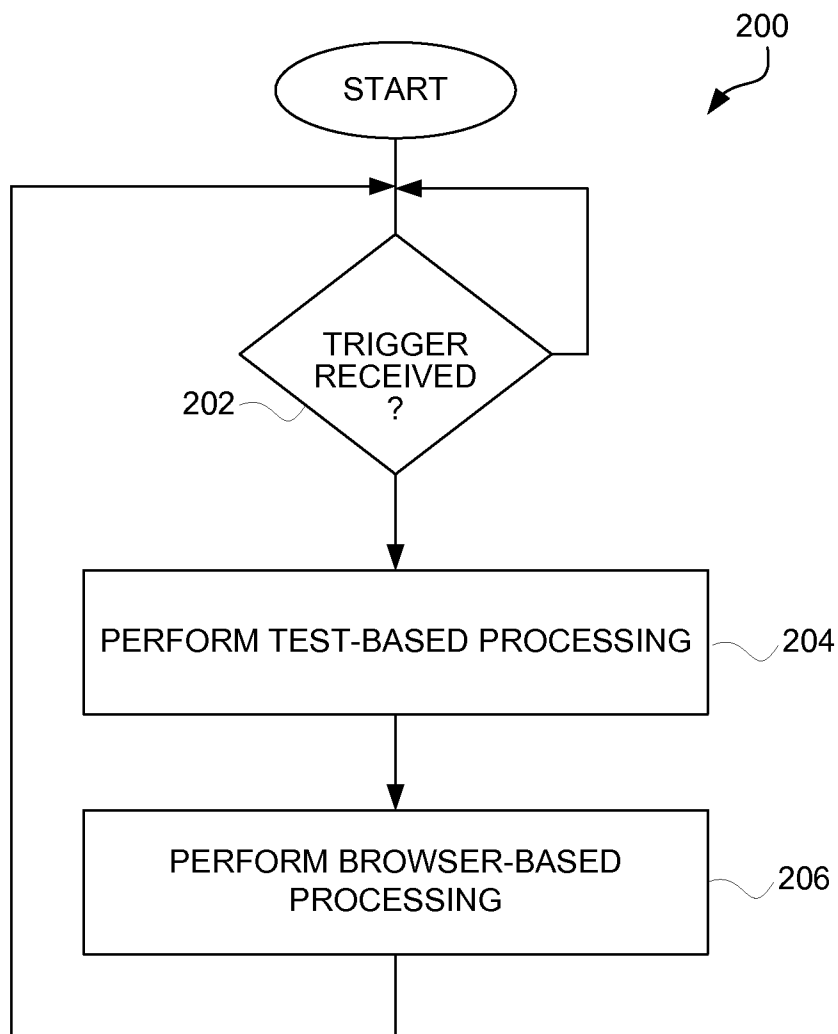 200
START
TRIGGER
RECEIVED
?
202
PERFORM TEST-BASED PROCESSING
204
PERFORM BROWSER-BASED
PROCESSING
206